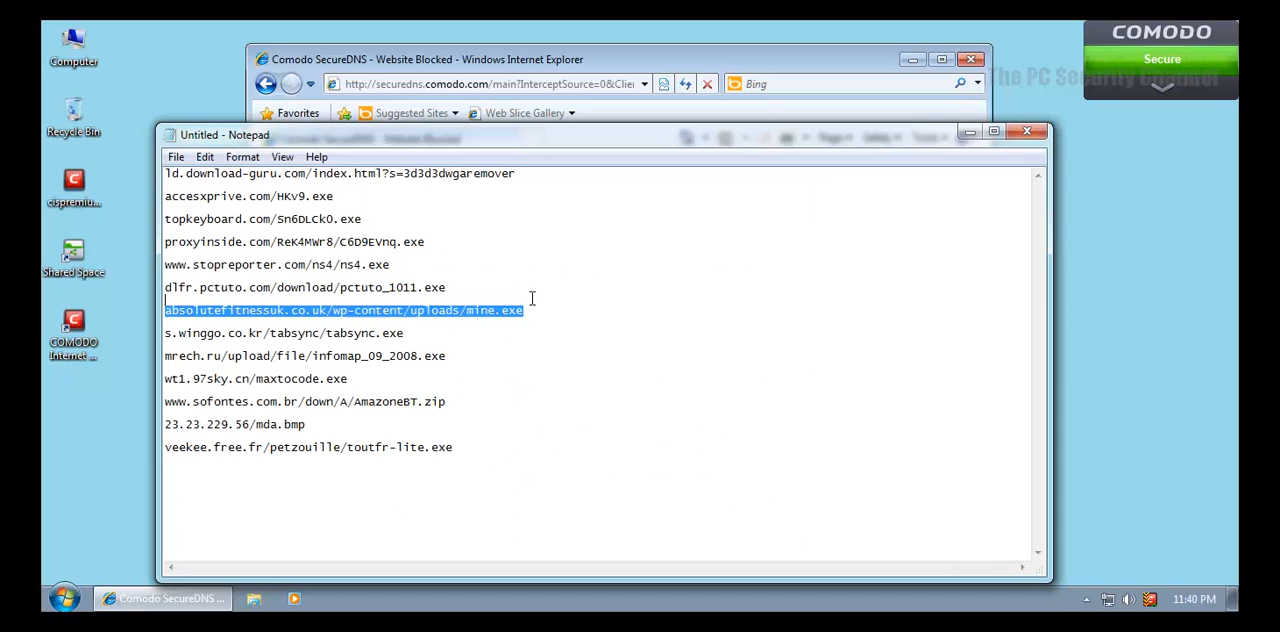 COMODO
Secure
The PC Security Channel
Computer
Recycle Bin
cispremiu...
Shared Space
COMODO
Internet ...
Comodo SecureDNS - Website Blocked - Windows Internet Explorer
http://securedns.comodo.com/main?InterceptSource=0&Clie
Bing
Favorites
Suggested Sites
Web Slice Gallery
Untitled - Notepad
File Edit Format View Help
ld.download-guru.com/index.html?s=3d3d3dwgaremover
accesxprive.com/HKv9.exe
topkeyboard.com/Sn6DLCkO.exe
proxyinside.com/ReK4MWr8/C6D9EVnq.exe
www.stopreporter.com/ns4/ns4.exe
dlfr.pctuto.com/download/pctuto_1011.exe
absolutefitnessuk.co.uk/wp-content/uploads/mine.exe
s.winggo.co.kr/tabsync/tabsync.exe
mrech.ru/upload/file/infomap_09_2008.exe
wt1.97sky.cn/maxtocode.exe
www.sofontes.com.br/down/A/AmazoneBT.zip
23.23.229.56/mda.bmp
veekee.free.fr/petzouille/toutfr-lite.exe
Comodo SecureDNS ...
11:40 PM